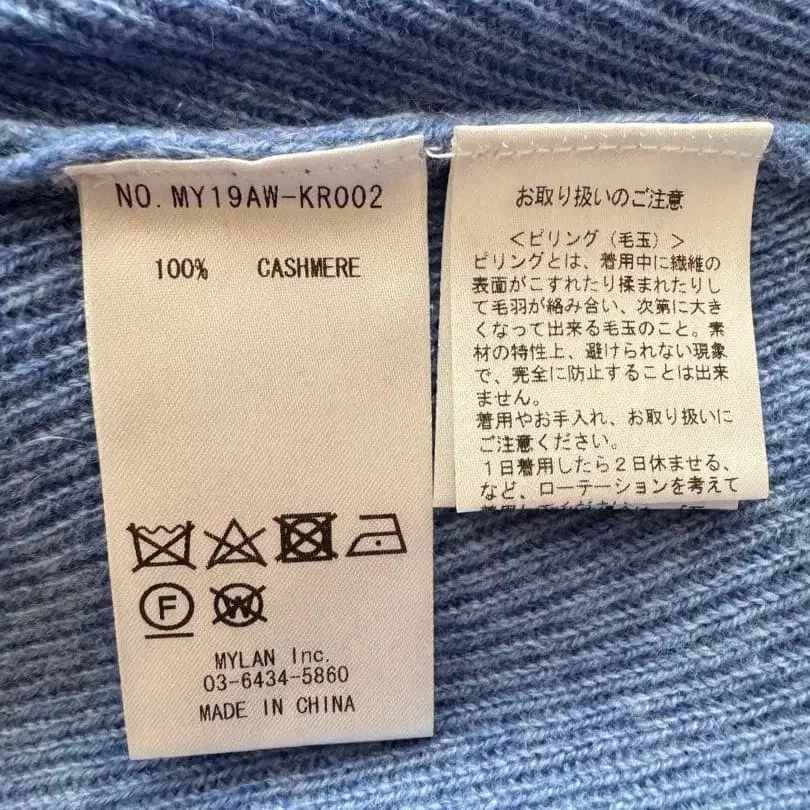 NO. MY19AW-KR002
100% CASHMERE
F
W
MYLAN Inc.
03-6434-5860
MADE IN CHINA
お取り扱いのご注意
＜ピリング（毛玉）＞
ピリングとは、着用中に繊維の
表面がこすれたり揉まれたりし
て毛羽が絡み合い、次第に大き
くなって出来る毛玉のこと。素
材の特性上、避けられない現象
で、完全に防止することは出来
ません。
着用やお手入れ、お取り扱いに
ご注意ください。
１日着用したら２日休ませる、
など、ローテーションを考えて